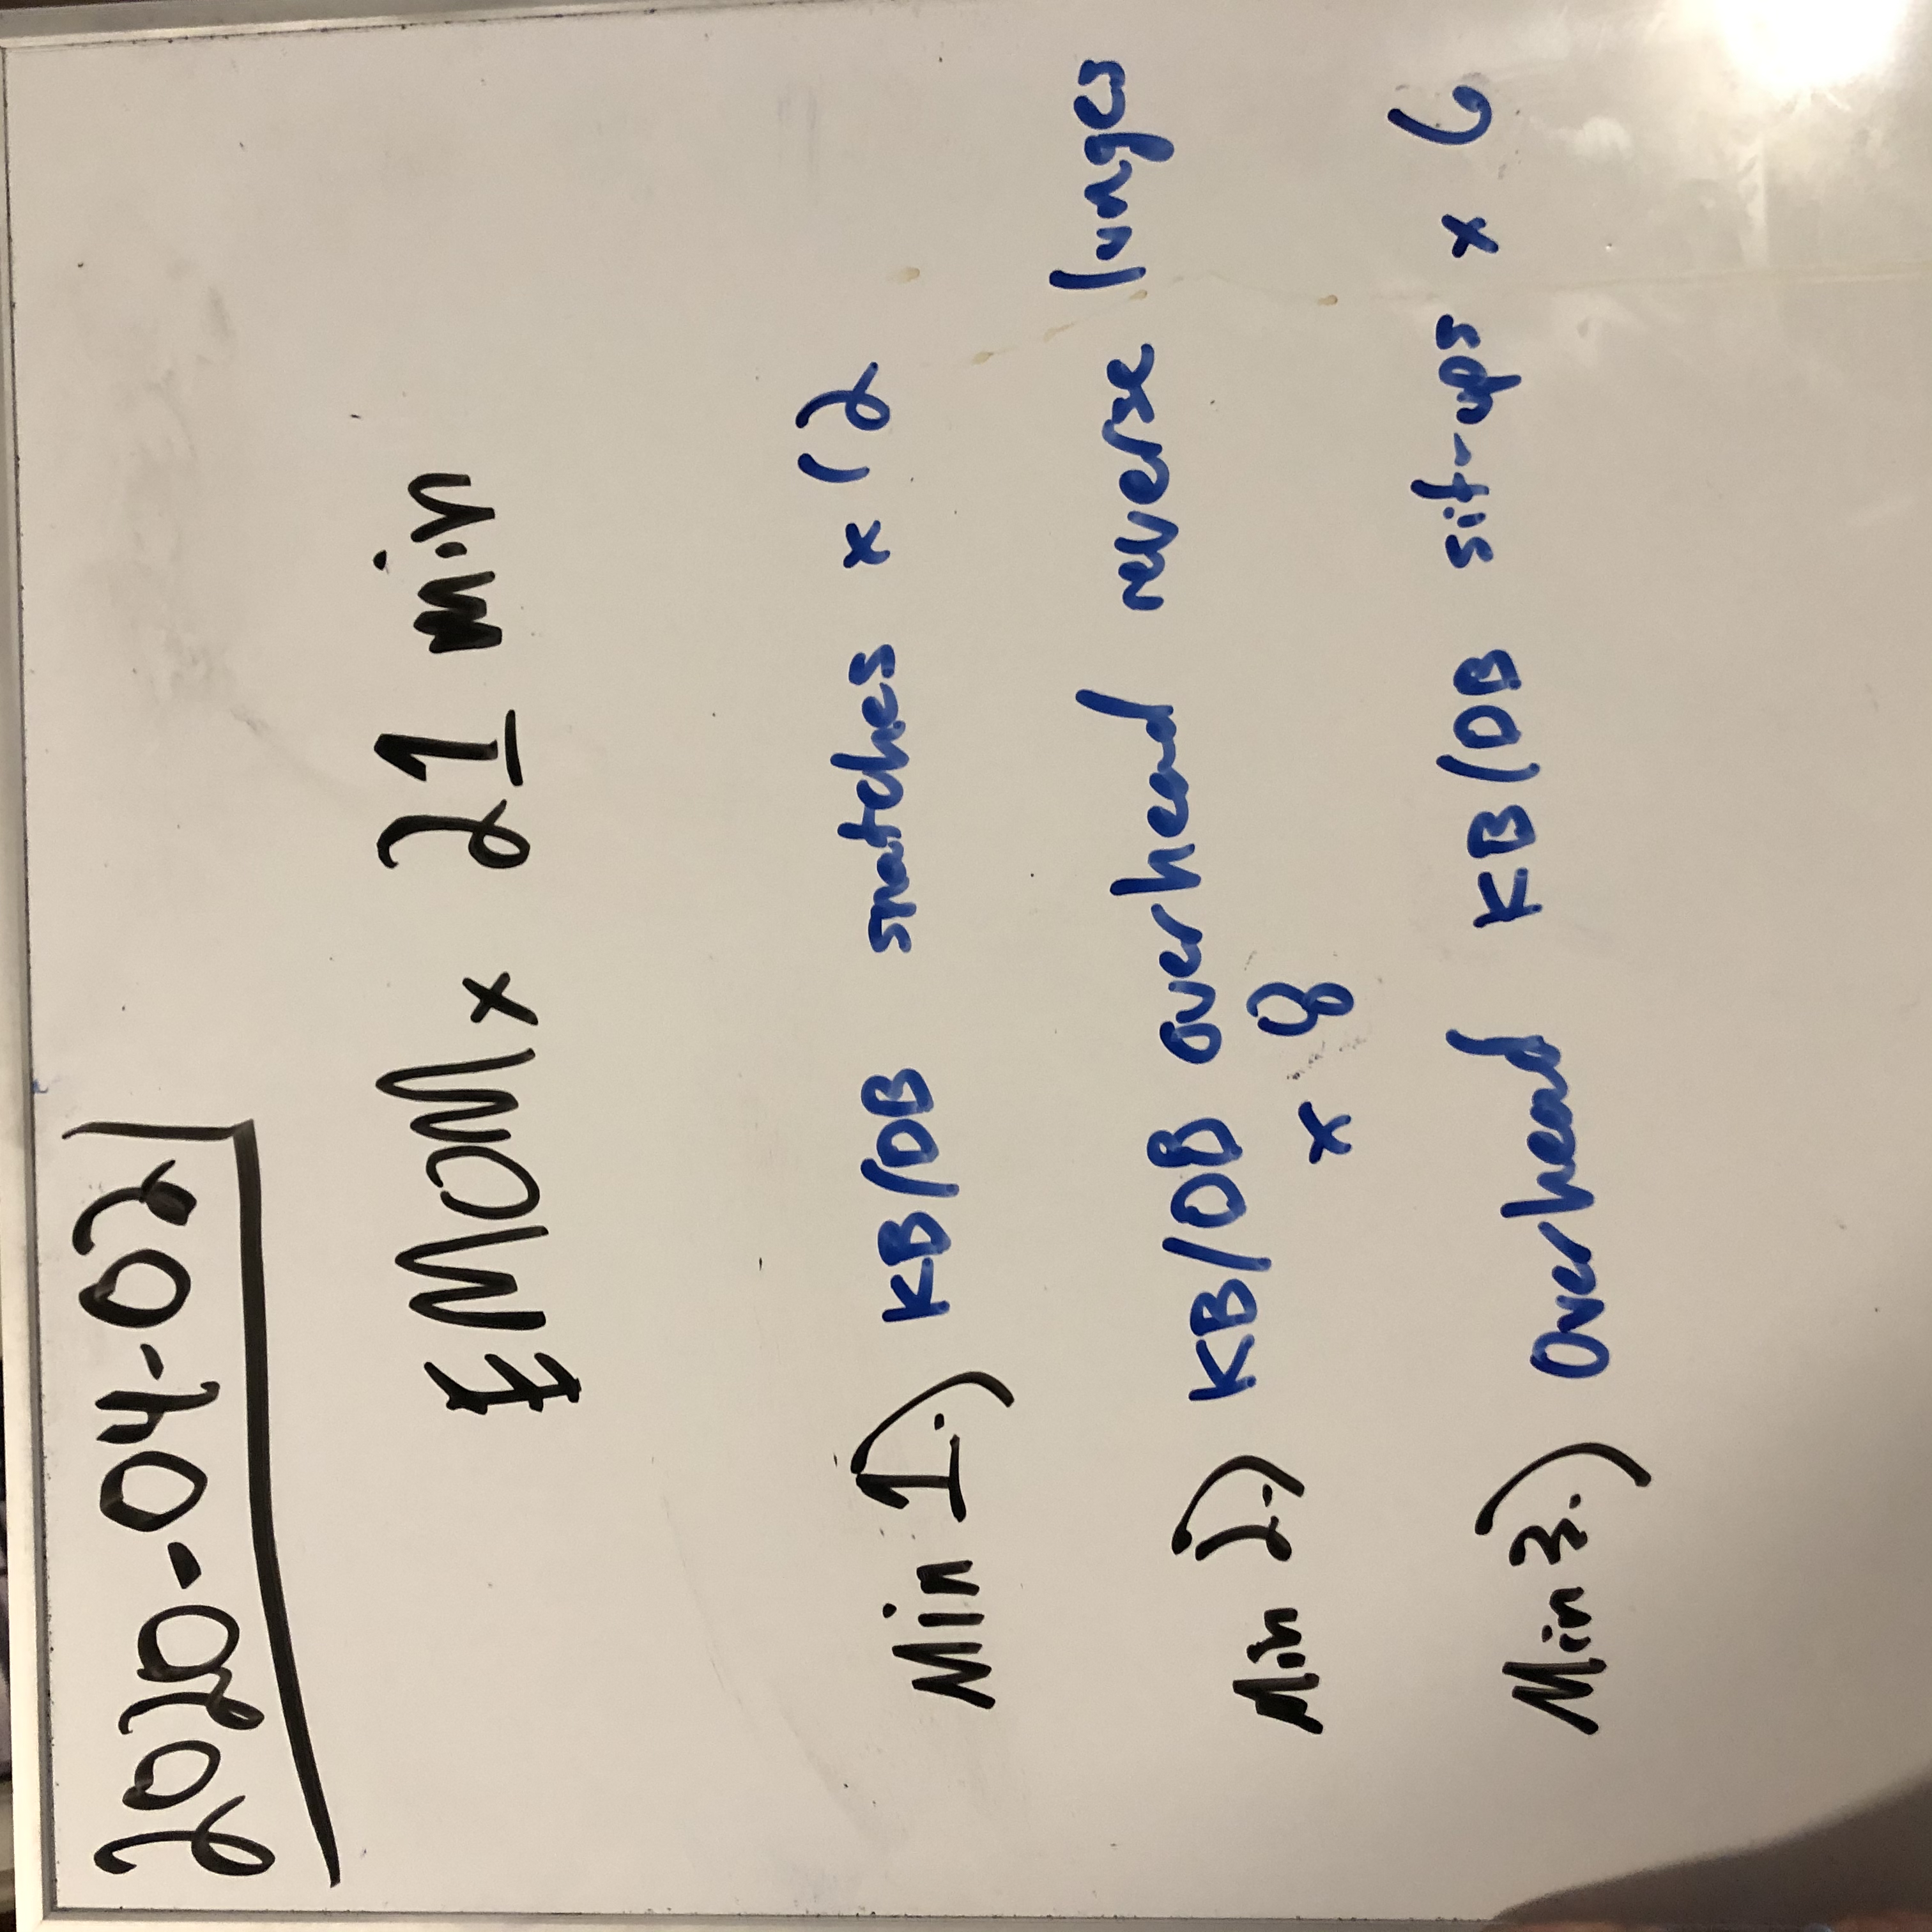 2020-04-02
EMOM x 21 min
Min 1.) KB/DB snatches x 12
Min 2.) KB/DB overhead reverse lunges
x 8
Min 3.) Overhead KB/DB sit-ups x 6